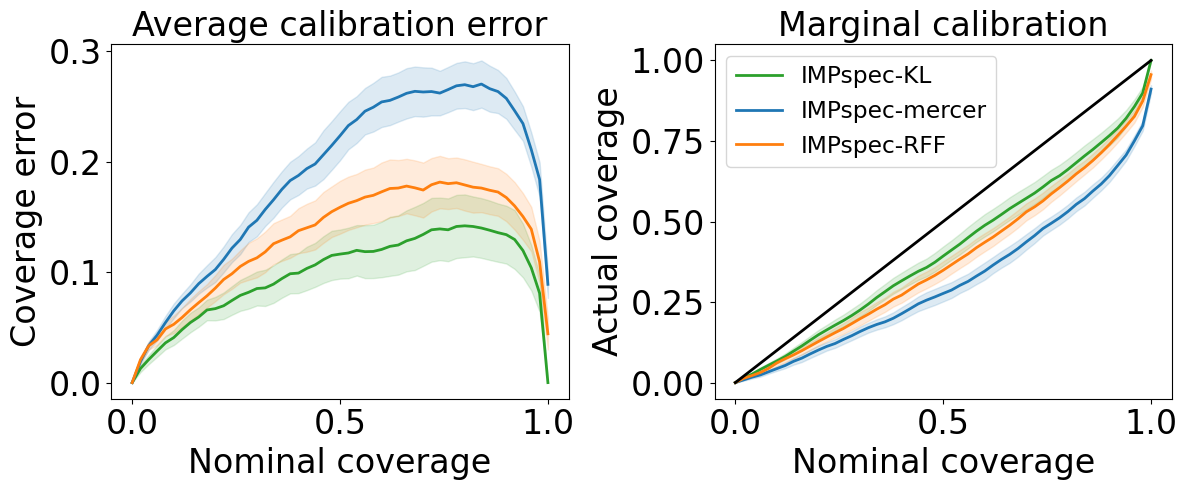 Average calibration error
Coverage error
0.3
0.2
0.1
0.0
0.0 0.5 1.0
Nominal coverage
Marginal calibration
Actual coverage
1.00
0.75
0.50
0.25
0.00
IMPspec-KL
IMPspec-mercer
IMPspec-RFF
0.0 0.5 1.0
Nominal coverage